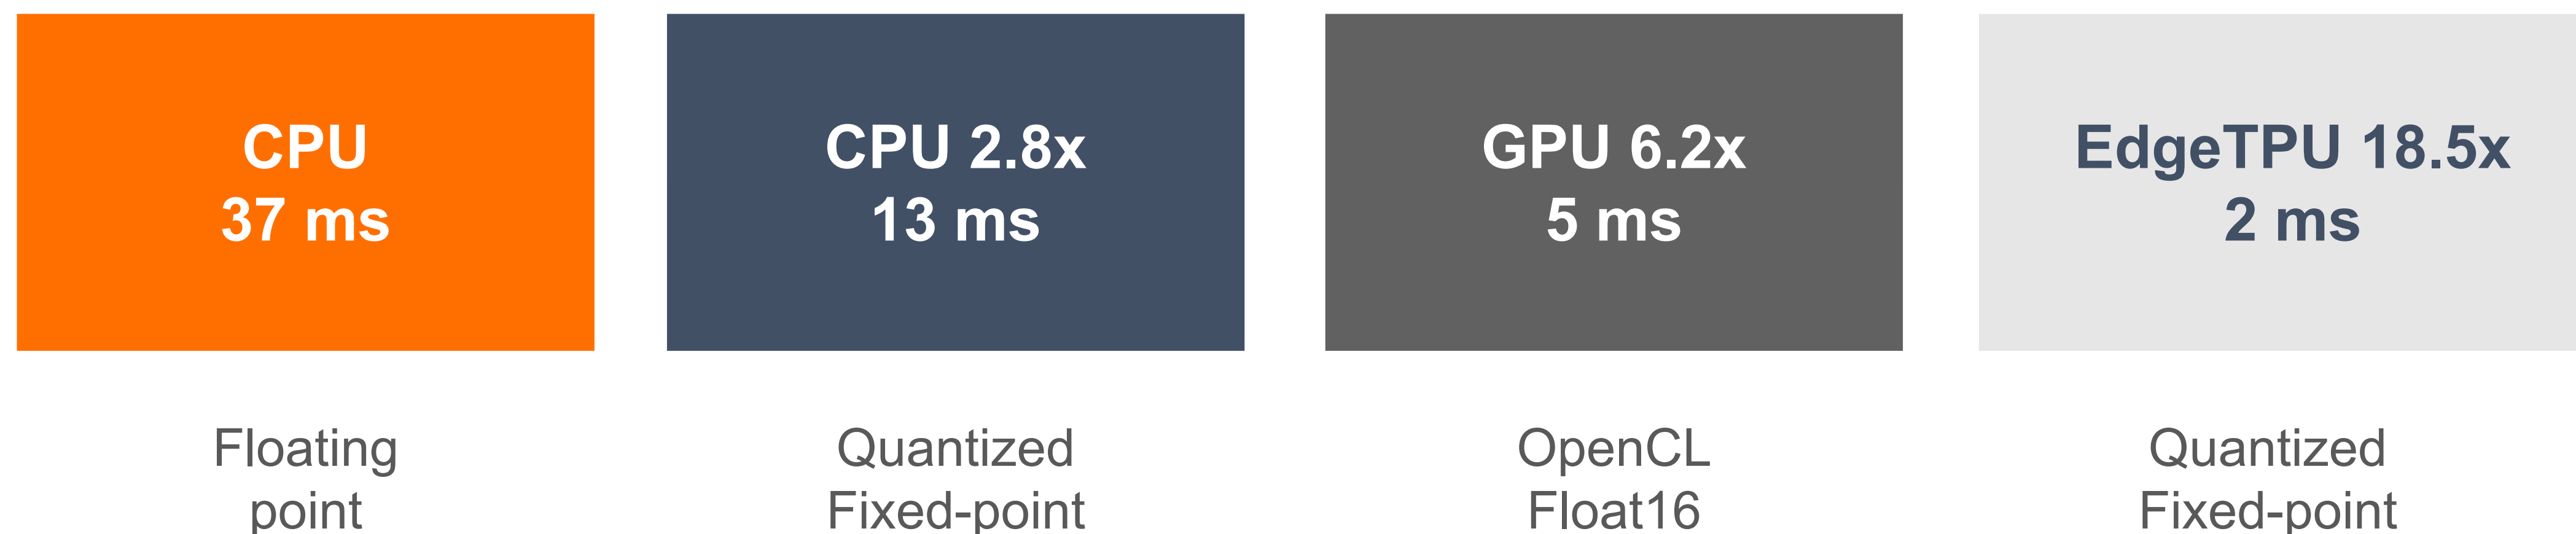 CPU
37 ms
CPU 2.8x
13 ms
GPU 6.2x
5 ms
EdgeTPU 18.5x
2 ms
Floating
point
Quantized
Fixed-point
OpenCL
Float16
Quantized
Fixed-point